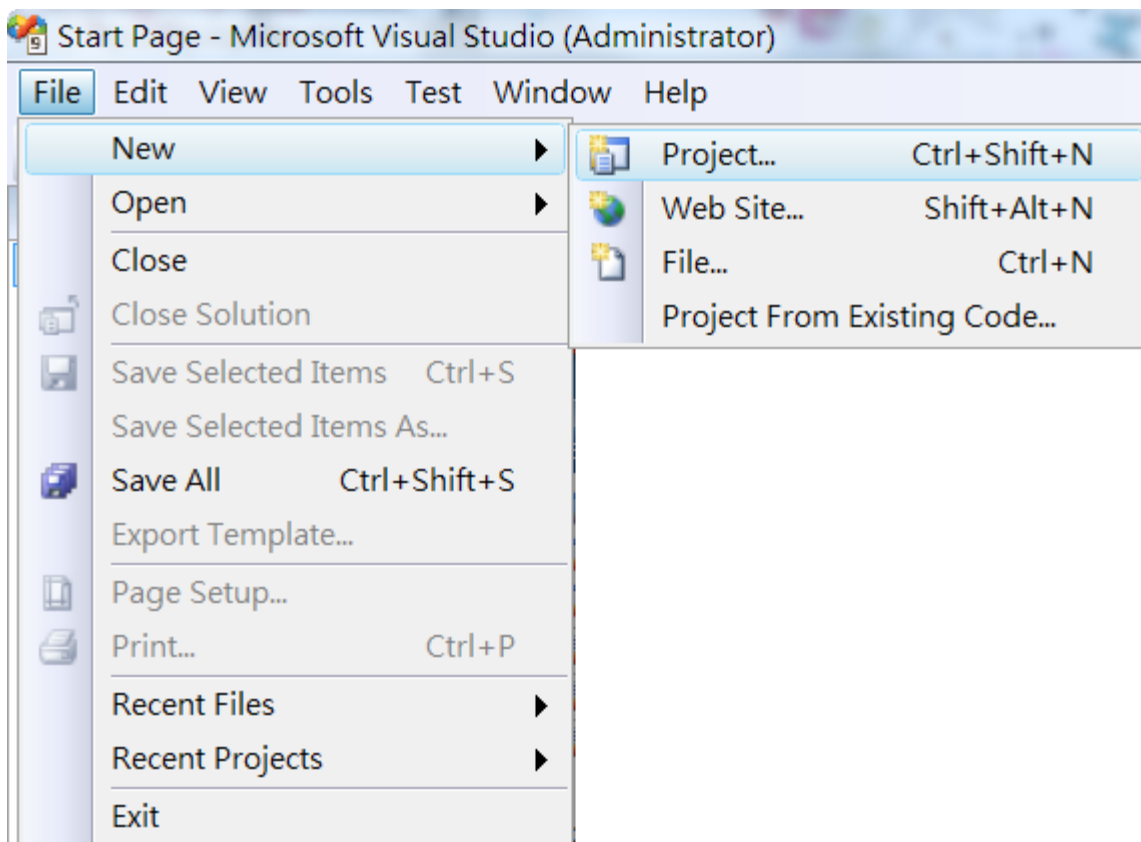 9 Start Page - Microsoft Visual Studio (Administrator)
File Edit View Tools Test Window Help
New
Open
Close
Close Solution
Save Selected Items Ctrl+S
Save Selected Items As...
Save All Ctrl+Shift+S
Export Template...
Page Setup...
Print... Ctrl+P
Recent Files
Recent Projects
Exit
Project... Ctrl+Shift+N
Web Site... Shift+Alt+N
File... Ctrl+N
Project From Existing Code...